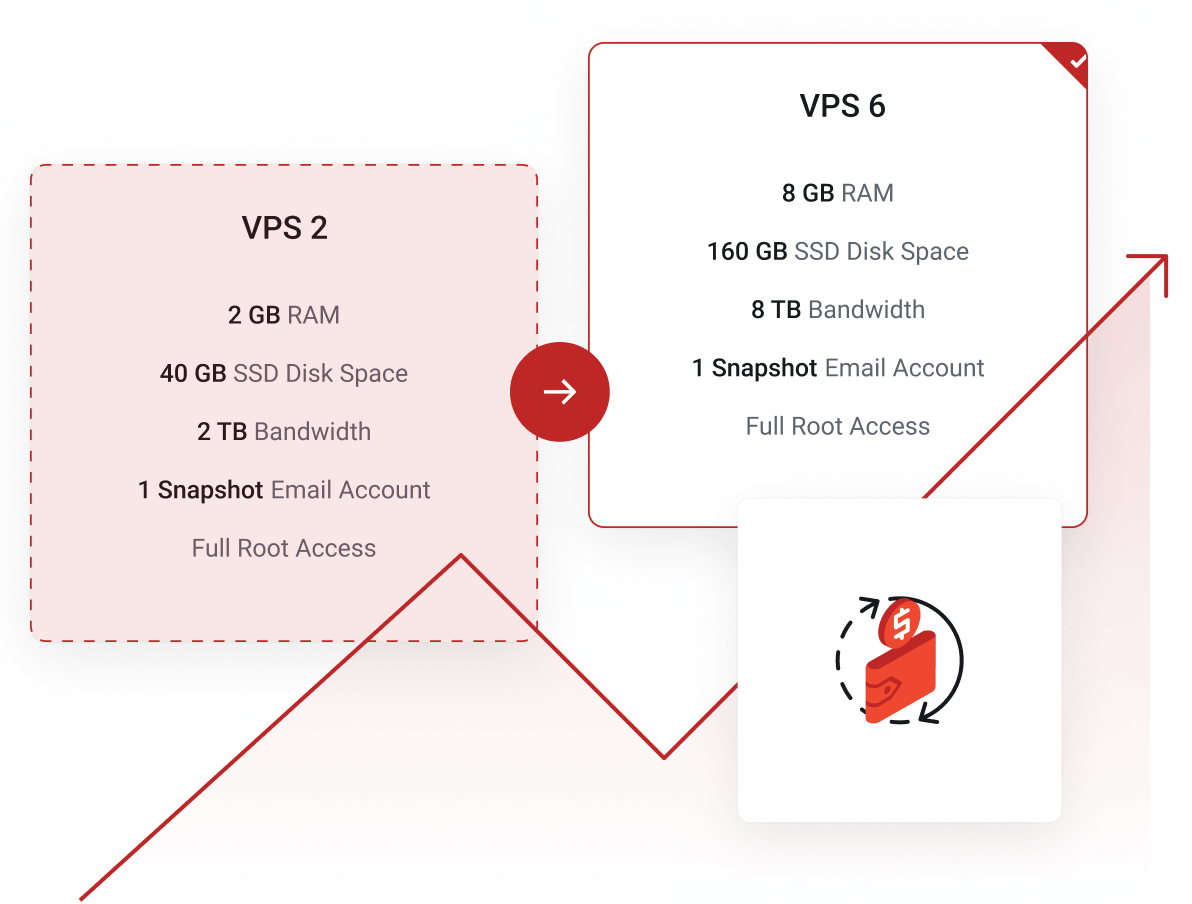 VPS 2
2 GB RAM
40 GB SSD Disk Space
2 TB Bandwidth
1 Snapshot Email Account
Full Root Access
VPS 6
8 GB RAM
160 GB SSD Disk Space
8 TB Bandwidth
1 Snapshot Email Account
Full Root Access
$